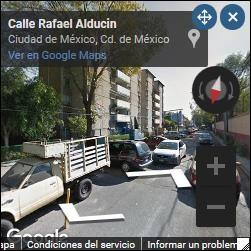 Calle Rafael Alducin
Ciudad de México, Cd. de México
Ver en Google Maps
Google
apa Condiciones del servicio Informar un problem